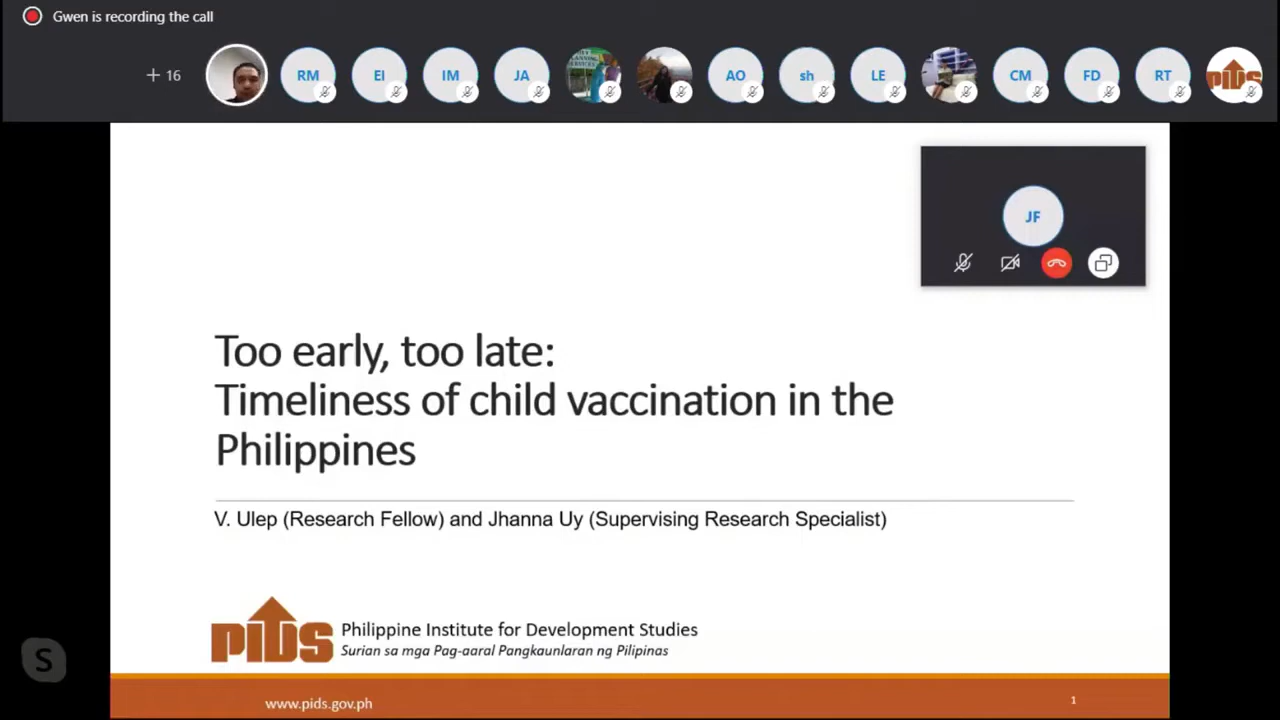 Gwen is recording the call
+ 16
RM
EI
IM
JA
AO
sh
LE
CM
FD
RT
PIDS
JF
Too early, too late:
Timeliness of child vaccination in the
Philippines
V. Ulep (Research Fellow) and Jhanna Uy (Supervising Research Specialist)
PIDS
Philippine Institute for Development Studies
Surian sa mga Pag-aaral Pangkaunlaran ng Pilipinas
S
www.pids.gov.ph
1